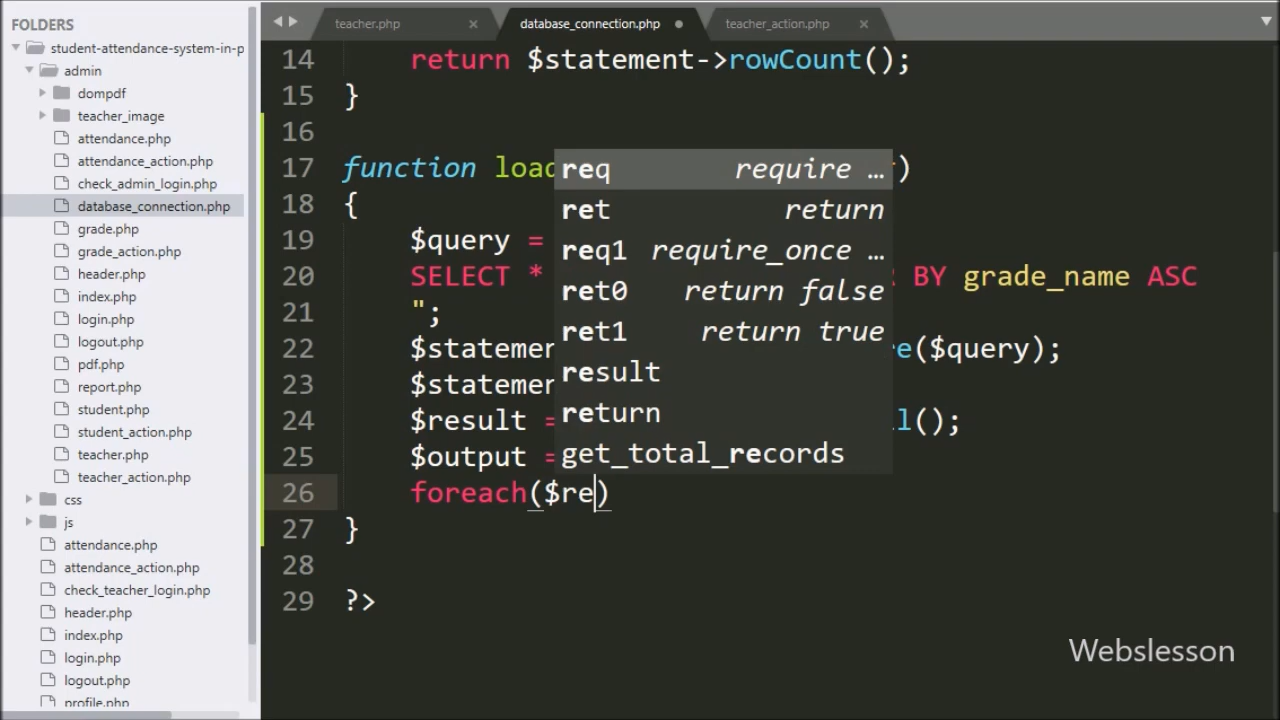 FOLDERS
student-attendance-system-in-p
admin
dompdf
teacher_image
attendance.php
attendance_action.php
check_admin_login.php
database_connection.php
grade.php
grade_action.php
header.php
index.php
login.php
logout.php
pdf.php
report.php
student.php
student_action.php
teacher.php
teacher_action.php
css
js
attendance.php
attendance_action.php
check_teacher_login.php
header.php
index.php
login.php
logout.php
profile.php
teacher.php database_connection.php teacher_action.php
14 return $statement->rowCount();
15 }
16
17 function load )
18 {
19 $query =
20 SELECT * BY grade_name ASC
21 ";
22 $statemen re($query);
23 $statemen
24 $result = l();
25 $output =
26 foreach($re)
27 }
28
29 ?>
req require …
ret return
req1 require_once …
ret0 return false
ret1 return true
result
return
get_total_records
Webslesson